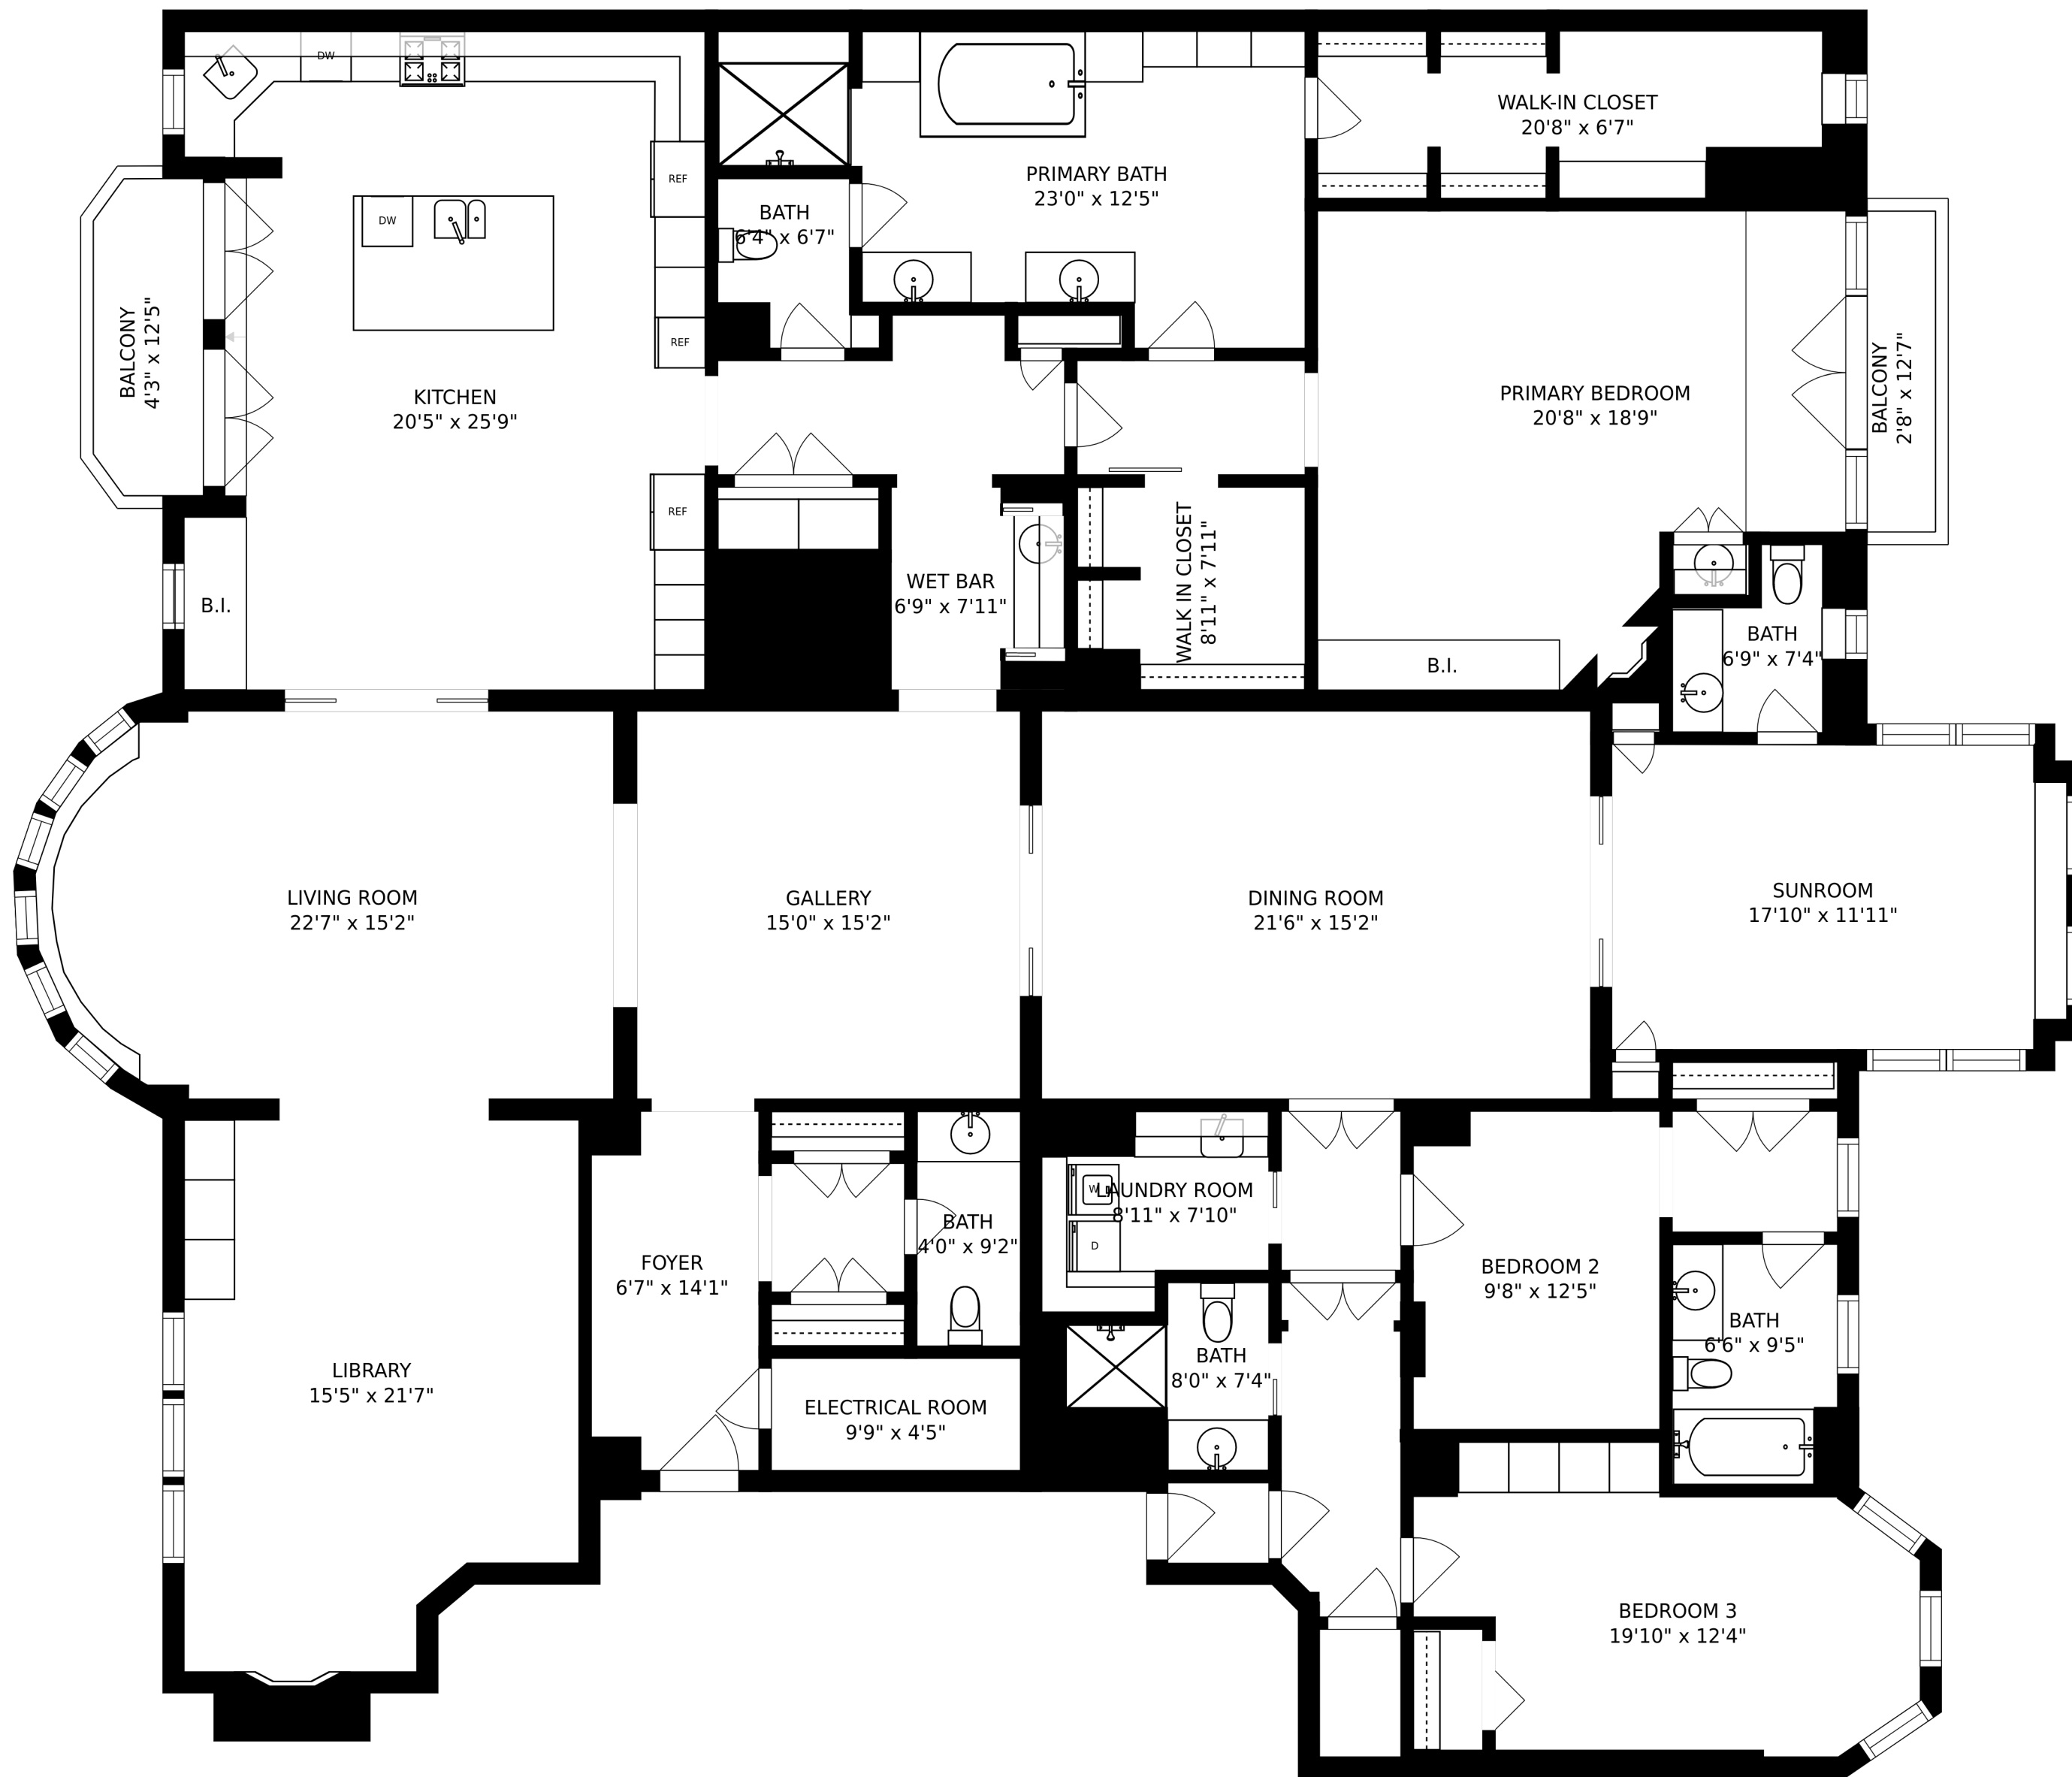 DW
WALK-IN CLOSET
20'8" x 6'7"
PRIMARY BATH
23'0" x 12'5"
REF
DW
BATH
6'4" x 6'7"
BALCONY
4'3" x 12'5"
REF
KITCHEN
20'5" x 25'9"
PRIMARY BEDROOM
20'8" x 18'9"
BALCONY
2'8" x 12'7"
REF
WET BAR
6'9" x 7'11"
WALK IN CLOSET
8'11" x 7'11"
B.I.
B.I.
BATH
6'9" x 7'4"
LIVING ROOM
22'7" x 15'2"
GALLERY
15'0" x 15'2"
DINING ROOM
21'6" x 15'2"
SUNROOM
17'10" x 11'11"
W
LAUNDRY ROOM
8'11" x 7'10"
D
BATH
4'0" x 9'2"
FOYER
6'7" x 14'1"
BEDROOM 2
9'8" x 12'5"
BATH
6'6" x 9'5"
BATH
8'0" x 7'4"
LIBRARY
15'5" x 21'7"
ELECTRICAL ROOM
9'9" x 4'5"
BEDROOM 3
19'10" x 12'4"